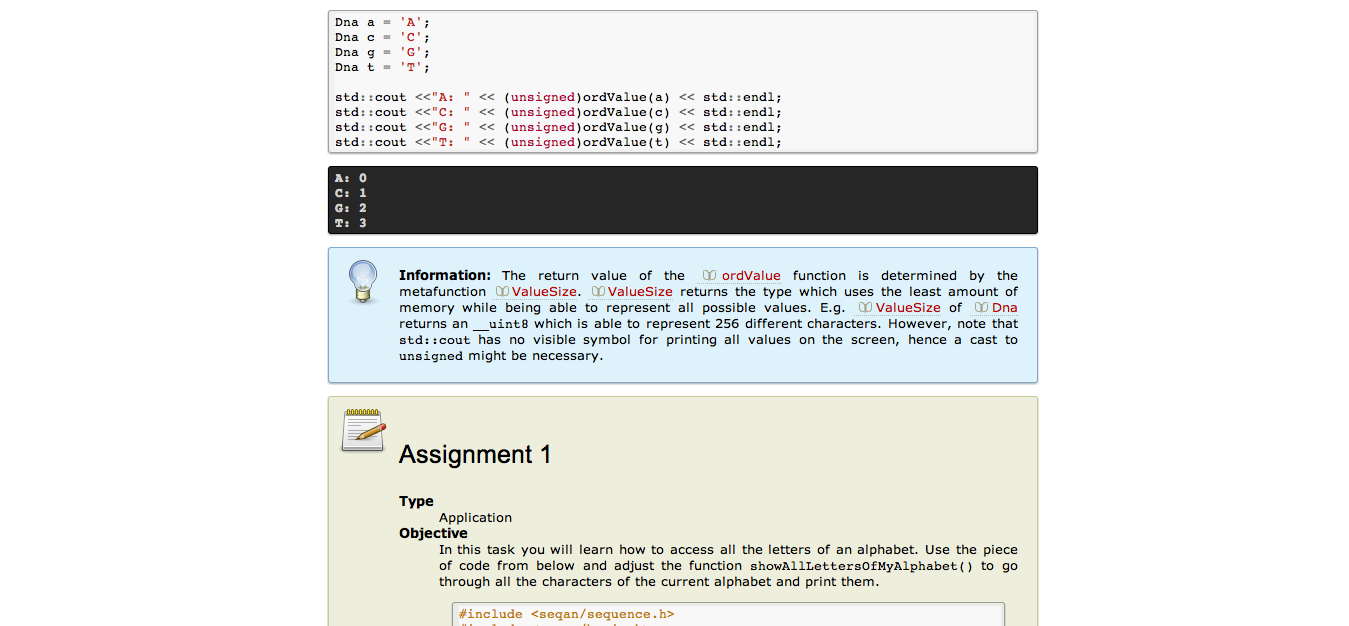 Dna a = 'A';
Dna c = 'C';
Dna g = 'G';
Dna t = 'T';
std::cout <<"A: " << (unsigned)ordValue(a) << std::endl;
std::cout <<"C: " << (unsigned)ordValue(c) << std::endl;
std::cout <<"G: " << (unsigned)ordValue(g) << std::endl;
std::cout <<"T: " << (unsigned)ordValue(t) << std::endl;
A: 0
C: 1
G: 2
T: 3
Information: The return value of the ordValue function is determined by the
metafunction ValueSize. ValueSize returns the type which uses the least amount of
memory while being able to represent all possible values. E.g. ValueSize of Dna
returns an __uint8 which is able to represent 256 different characters. However, note that
std::cout has no visible symbol for printing all values on the screen, hence a cast to
unsigned might be necessary.
Assignment 1
Type
Application
Objective
In this task you will learn how to access all the letters of an alphabet. Use the piece
of code from below and adjust the function showAllLettersOfMyAlphabet() to go
through all the characters of the current alphabet and print them.
#include <seqan/sequence.h>